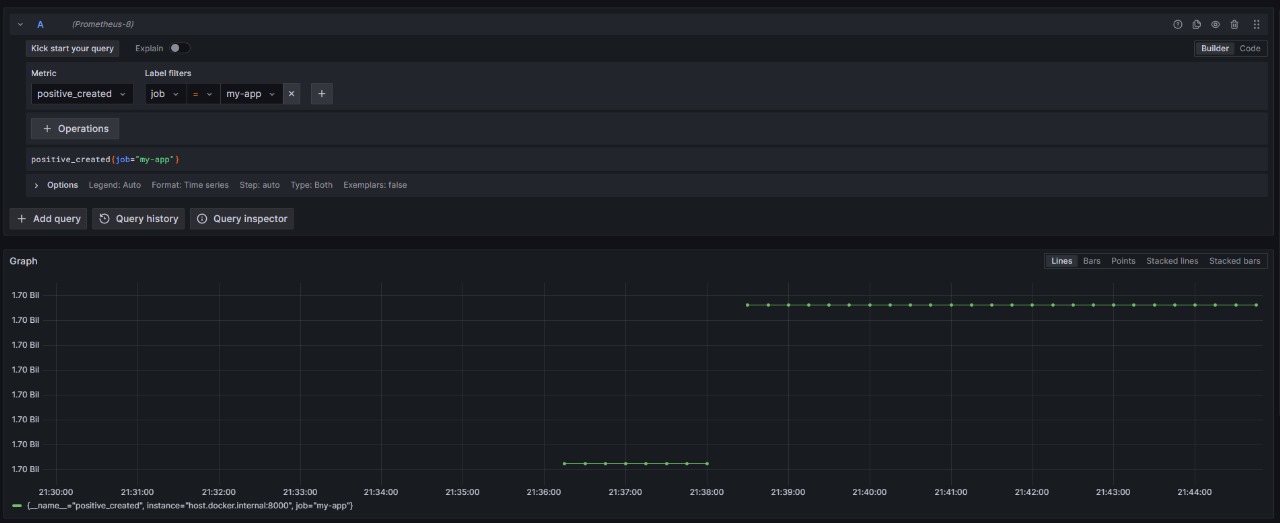 A (Prometheus-8)
Kick start your query Explain Builder Code
Metric Label filters
positive_created job = my-app
+ Operations
positive_created{job="my-app"}
Options Legend: Auto Format: Time series Step: auto Type: Both Exemplars: false
+ Add query Query history Query inspector
Graph Lines Bars Points Stacked lines Stacked bars
1.70 Bil
1.70 Bil
1.70 Bil
1.70 Bil
1.70 Bil
1.70 Bil
1.70 Bil
1.70 Bil
21:30:00 21:31:00 21:32:00 21:33:00 21:34:00 21:35:00 21:36:00 21:37:00 21:38:00 21:39:00 21:40:00 21:41:00 21:42:00 21:43:00 21:44:00
{__name__="positive_created", instance="host.docker.internal:8000", job="my-app"}